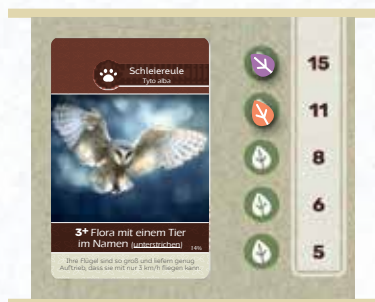 Schleiereule
Tyto alba
3+ Flora mit einem Tier
im Namen (unterstrichen)
34%
Ihre Flügel sind so groß und liefern genug
Auftrieb, dass sie mit nur 3 km/h fliegen kann.
15
11
8
6
5